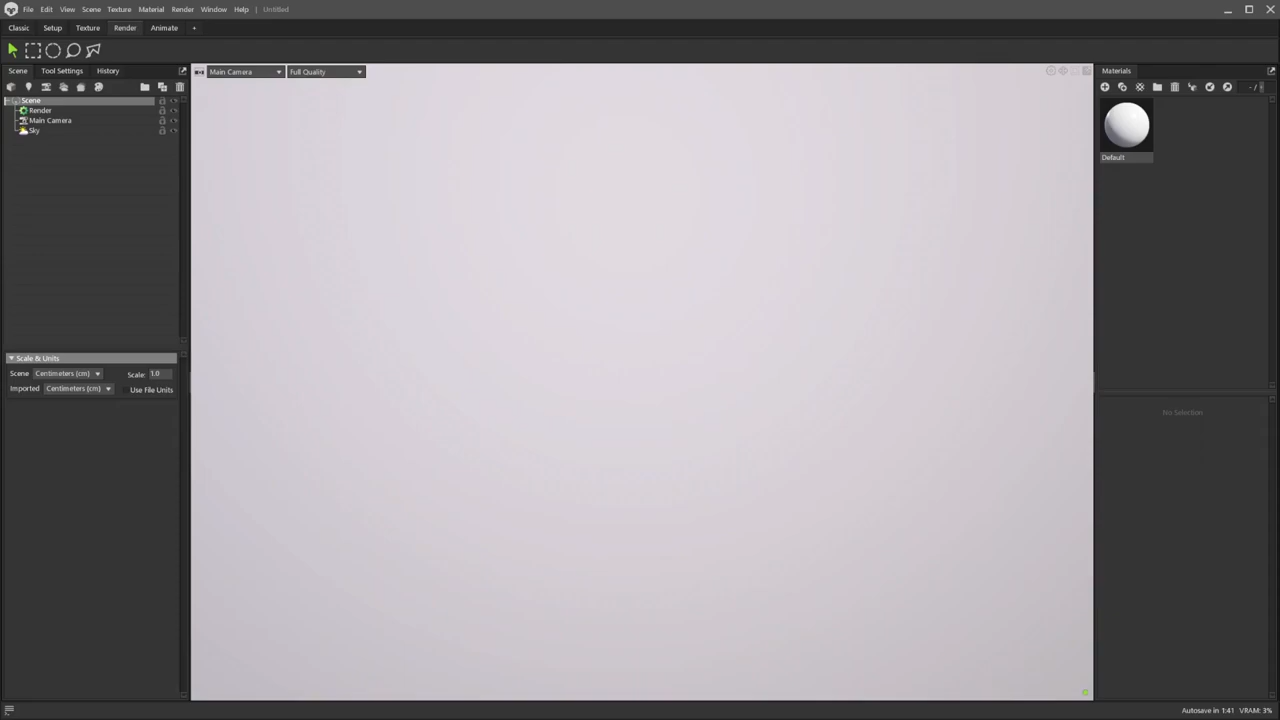 File Edit View Scene Texture Material Render Window Help Untitled
Classic Setup Texture Render Animate +
Scene Tool Settings History
Main Camera Full Quality
Materials
- /
Scene
Render
Main Camera
Sky
Default
Scale & Units
Scene Centimeters (cm) Scale: 1.0
Imported Centimeters (cm) Use File Units
No Selection
Autosave in 1:41 VRAM: 3%